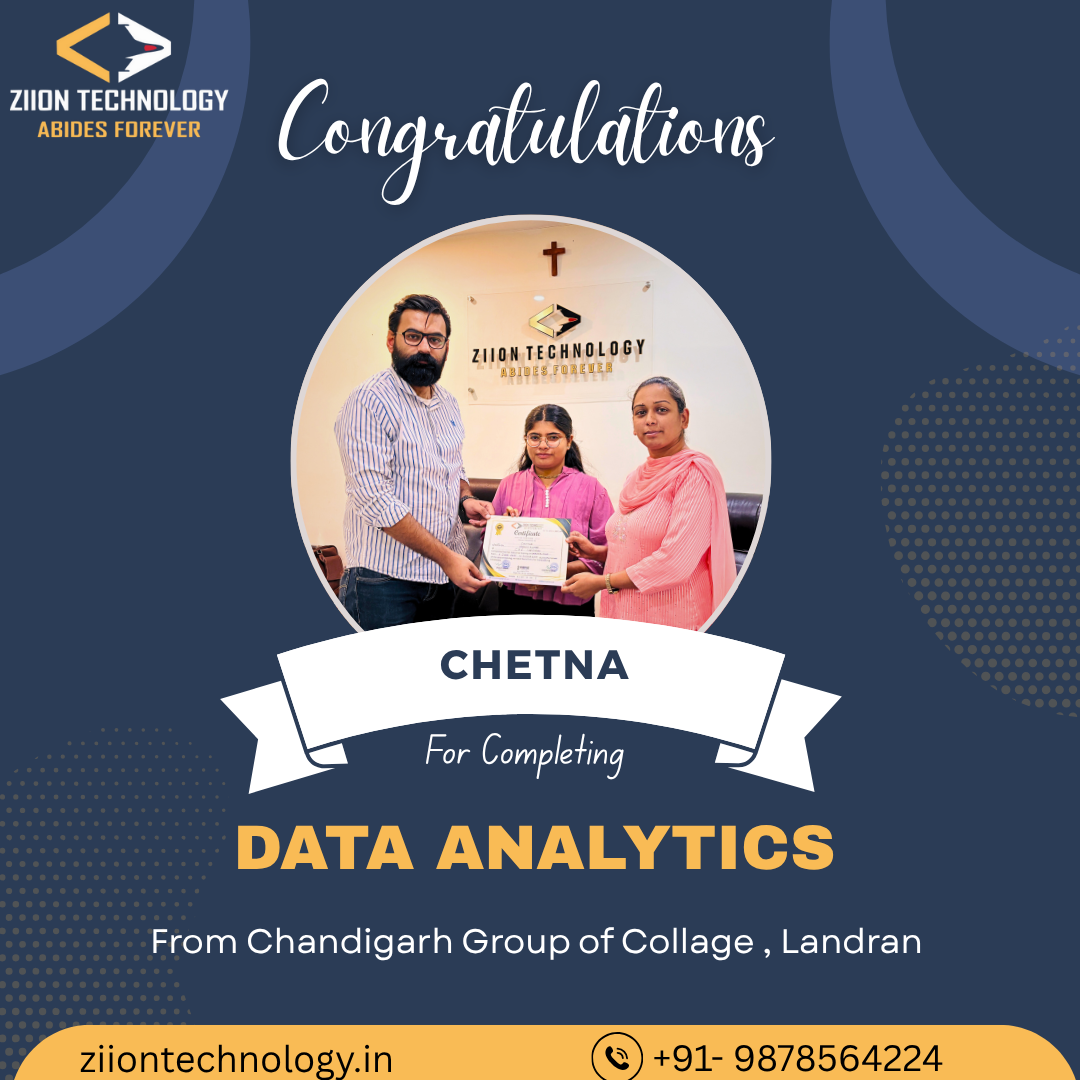 ZIION TECHNOLOGY
ABIDES FOREVER
Congratulations
ZIION TECHNOLOGY
ABIDES FOREVER
Certificate
CHETNA
For Completing
DATA ANALYTICS
From Chandigarh Group of Collage , Landran
ziiontechnology.in
+91- 9878564224